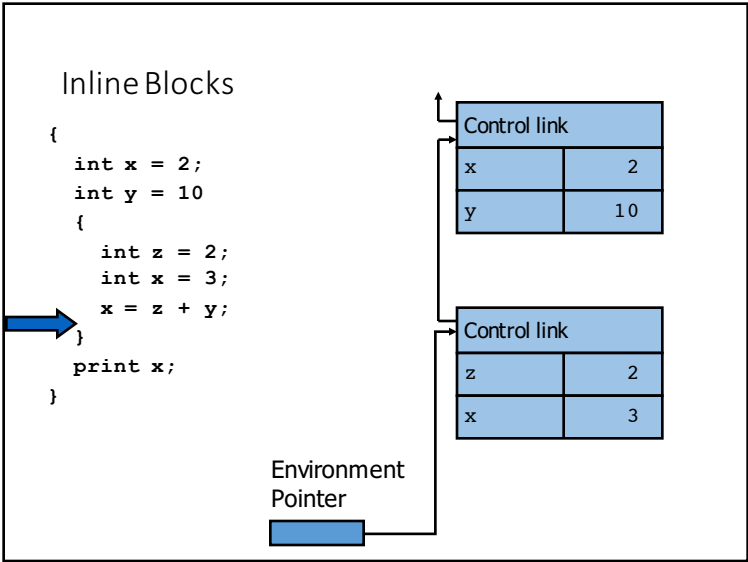 Inline Blocks
{
int x = 2;
int y = 10
{
int z = 2;
int x = 3;
x = z + y;
}
print x;
}
Control link
x 2
y 10
Control link
z 2
x 3
Environment
Pointer